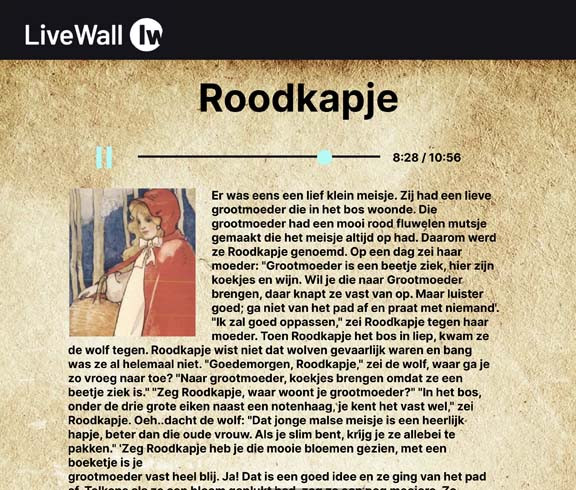 LiveWall lw
Roodkapje
8:28 / 10:56
Er was eens een lief klein meisje. Zij had een lieve
grootmoeder die in het bos woonde. Die
grootmoeder had een mooi rood fluwelen mutsje
gemaakt die het meisje altijd op had. Daarom werd
ze Roodkapje genoemd. Op een dag zei haar
moeder: "Grootmoeder is een beetje ziek, hier zijn
koekjes en wijn. Wil je die naar Grootmoeder
brengen, daar knapt ze vast van op. Maar luister
goed; ga niet van het pad af en praat met niemand'.
"Ik zal goed oppassen," zei Roodkapje tegen haar
moeder. Toen Roodkapje het bos in liep, kwam ze
de wolf tegen. Roodkapje wist niet dat wolven gevaarlijk waren en bang
was ze al helemaal niet. "Goedemorgen, Roodkapje," zei de wolf, waar ga je
zo vroeg naar toe? "Naar grootmoeder, koekjes brengen omdat ze een
beetje ziek is." "Zeg Roodkapje, waar woont je grootmoeder?" "In het bos,
onder de drie grote eiken naast een notenhaag, je kent het vast wel," zei
Roodkapje. Oeh..dacht de wolf: "Dat jonge malse meisje is een heerlijk
hapje, beter dan die oude vrouw. Als je slim bent, krijg je ze allebei te
pakken." 'Zeg Roodkapje heb je die mooie bloemen gezien, met een
boeketje is je
grootmoeder vast heel blij. Ja! Dat is een goed idee en ze ging van het pad